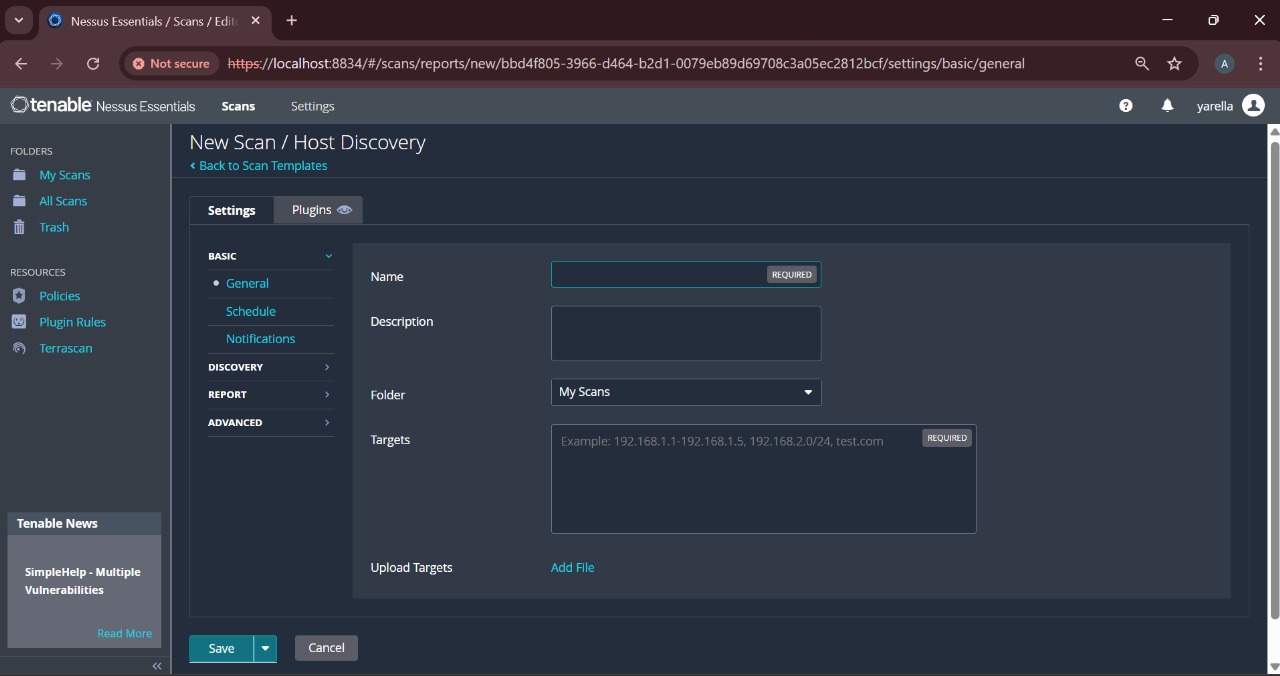 Nessus Essentials / Scans / Edit
Not secure
https://localhost:8834/#/scans/reports/new/bbd4f805-3966-d464-b2d1-0079eb89d69708c3a05ec2812bcf/settings/basic/general
A
tenable Nessus Essentials
Scans
Settings
?
yarella
FOLDERS
My Scans
All Scans
Trash
RESOURCES
Policies
Plugin Rules
Terrascan
Tenable News
SimpleHelp - Multiple
Vulnerabilities
Read More
New Scan / Host Discovery
Back to Scan Templates
Settings
Plugins
BASIC
General
Schedule
Notifications
DISCOVERY
REPORT
ADVANCED
Name
REQUIRED
Description
Folder
My Scans
Targets
Example: 192.168.1.1-192.168.1.5, 192.168.2.0/24, test.com
REQUIRED
Upload Targets
Add File
Save
Cancel